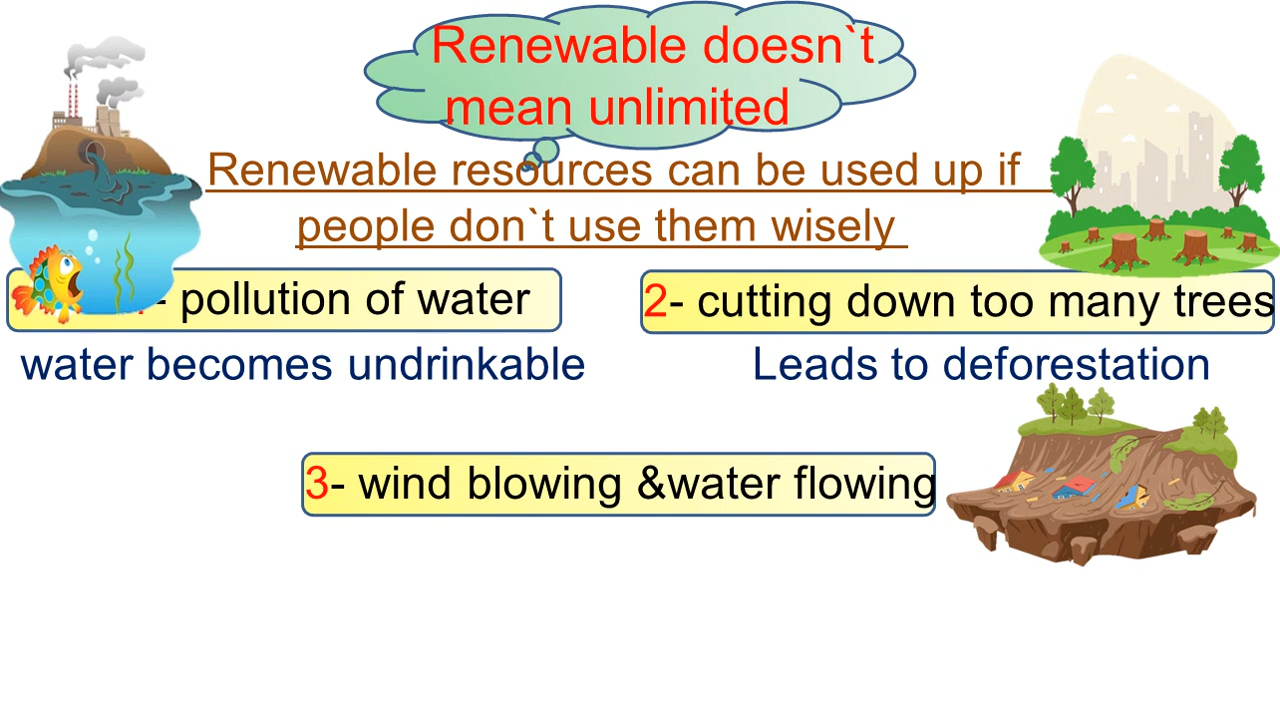 Renewable doesn`t
mean unlimited
Renewable resources can be used up if
people don`t use them wisely
- pollution of water
2- cutting down too many trees
water becomes undrinkable
Leads to deforestation
3- wind blowing &water flowing